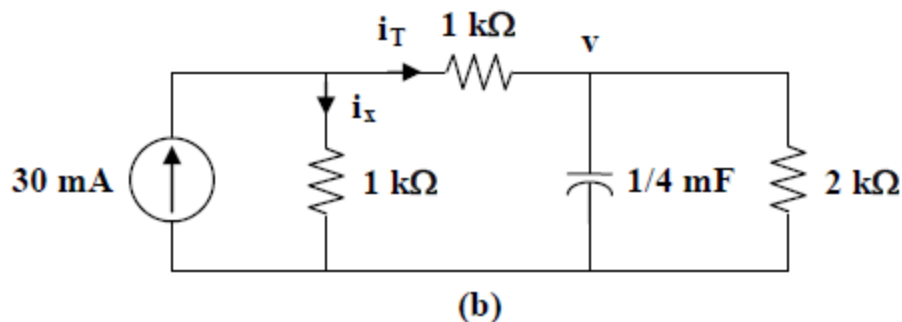 i_T 1 kΩ v
i_x
30 mA 1 kΩ 1/4 mF 2 kΩ
(b)